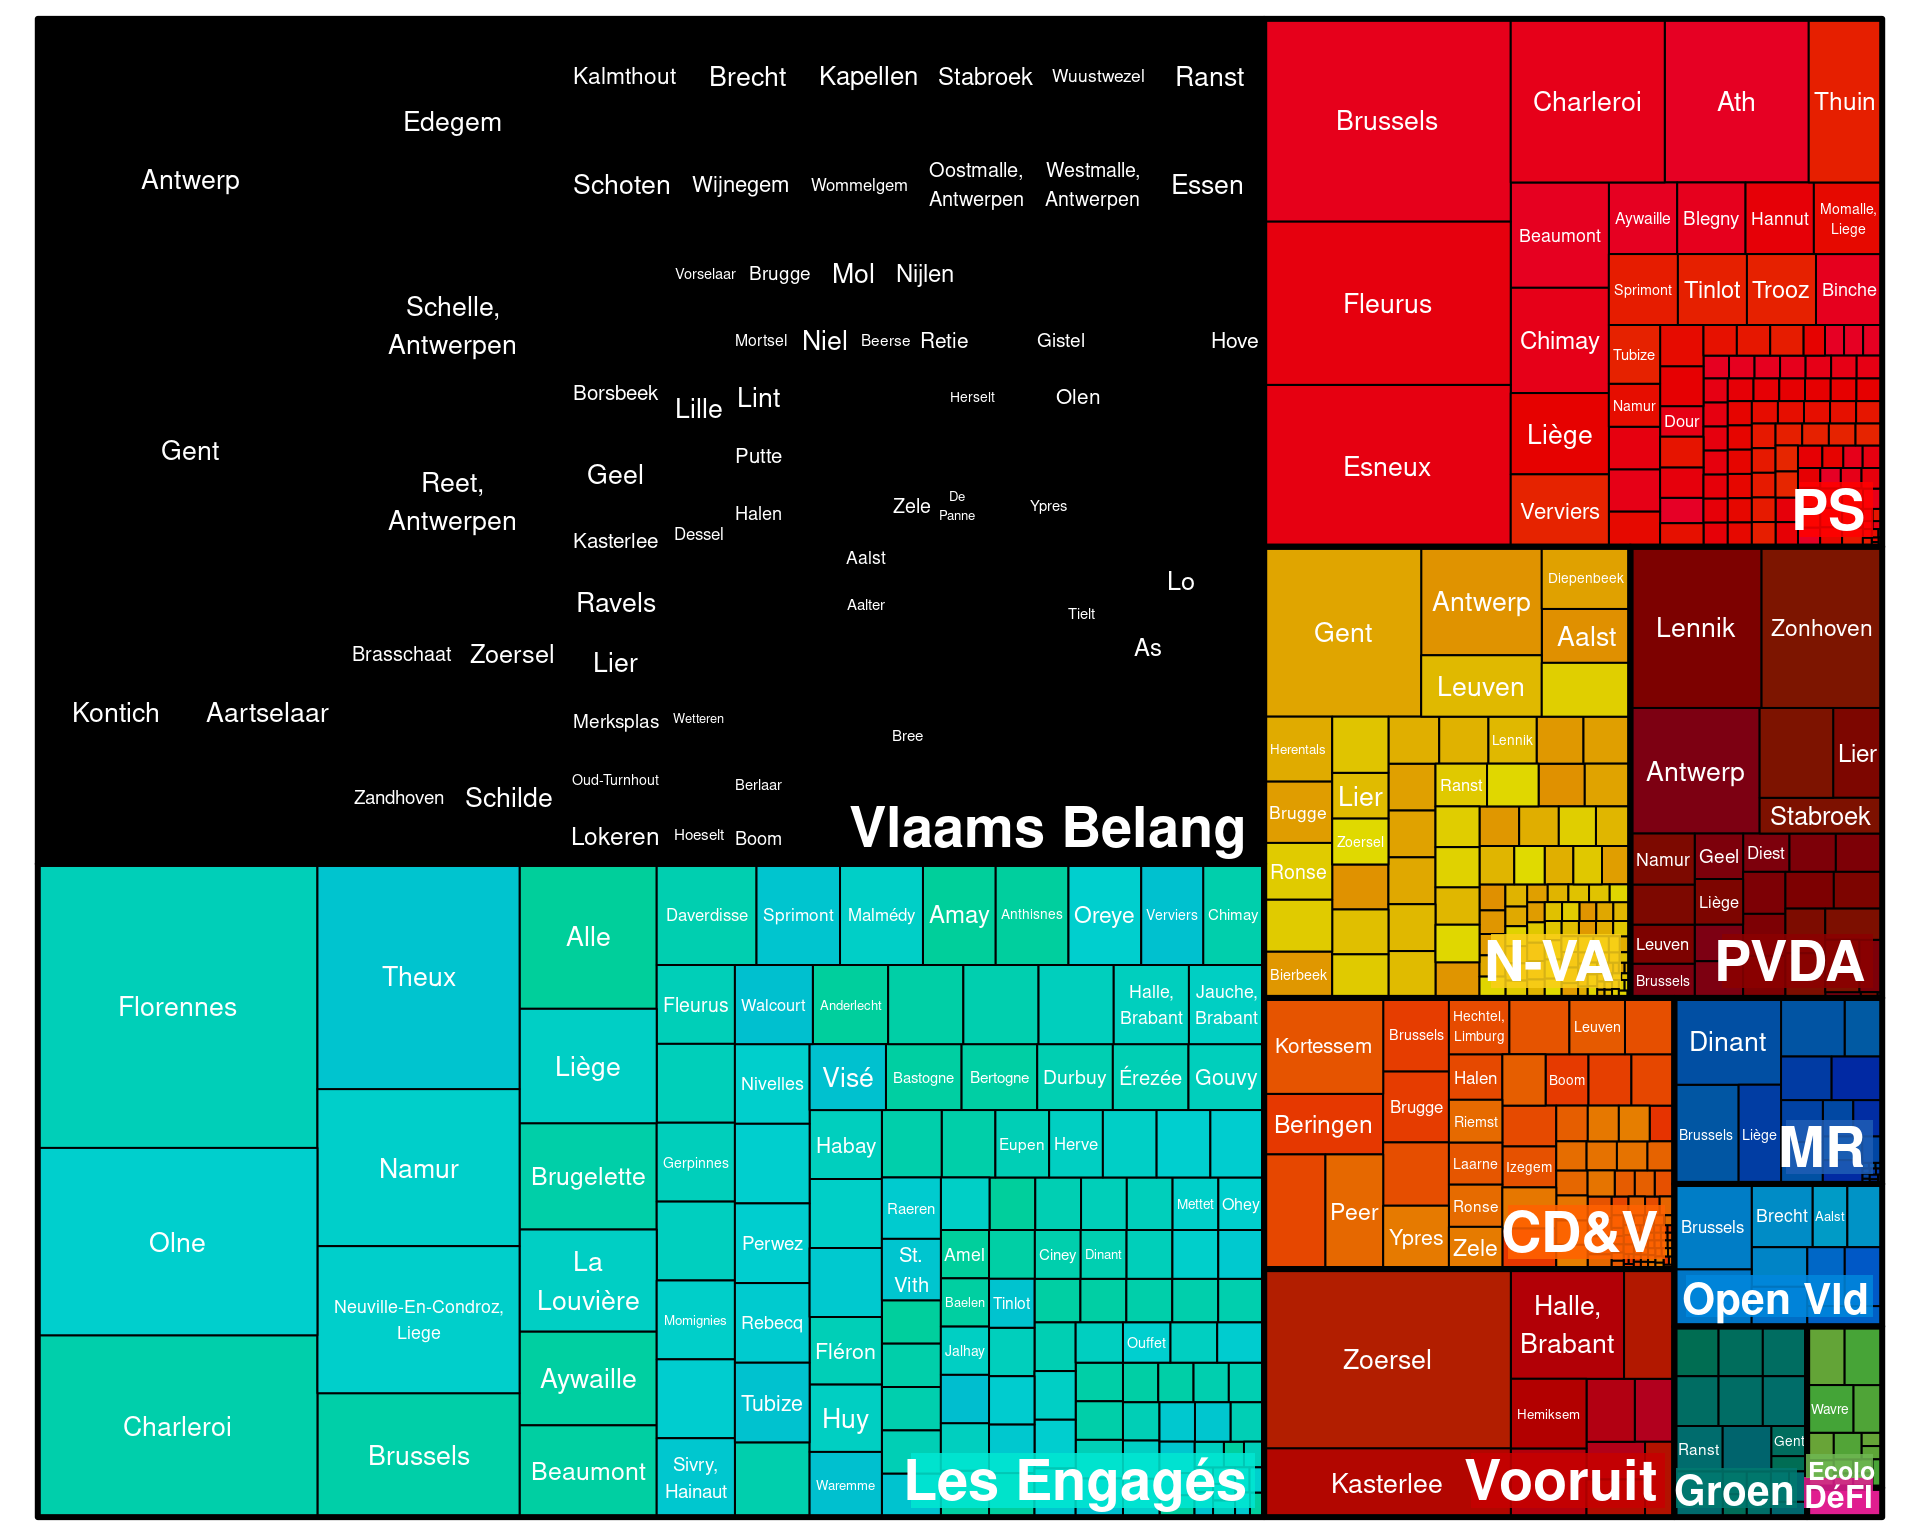 Kalmthout Brecht Kapellen Stabroek Wuustwezel Ranst
Edegem
Antwerp
Schoten Wijnegem Wommelgem Oostmalle, Antwerpen Westmalle, Antwerpen Essen
Vorselaar Brugge Mol Nijlen
Schelle,
Antwerpen
Mortsel Niel Beerse Retie Gistel Hove
Borsbeek Lille Lint Herselt Olen
Gent
Putte
Geel
Reet,
Antwerpen
Halen Zele De Panne Ypres
Kasterlee Dessel
Aalst
Lo
Ravels Aalter Tielt
As
Brasschaat Zoersel Lier
Kontich Aartselaar
Merksplas Wetteren
Bree
Oud-Turnhout Berlaar
Zandhoven Schilde
Lokeren Hoeselt Boom
Vlaams Belang
Brussels
Charleroi Ath Thuin
Beaumont Aywaille Blegny Hannut Momalle, Liege
Fleurus
Sprimont Tinlot Trooz Binche
Chimay Tubize
Namur
Dour
Liège
Esneux
Verviers
PS
Gent
Antwerp
Diepenbeek
Aalst
Leuven
Herentals Lennik
Brugge Lier Ranst
Zoersel
Ronse
Bierbeek
N-VA
Lennik Zonhoven
Antwerp Lier
Stabroek
Namur Geel Diest
Liège
Leuven
Brussels
PVDA
Florennes
Theux
Alle
Daverdisse Sprimont Malmédy Amay Anthisnes Oreye Verviers Chimay
Fleurus Walcourt Anderlecht Halle, Brabant Jauche, Brabant
Liège
Nivelles Visé Bastogne Bertogne Durbuy Érezée Gouvy
Namur
Brugelette
Gerpinnes Habay Eupen Herve
Olne
Raeren Mettet Ohey
Perwez St. Vith Amel Ciney Dinant
La
Louvière
Neuville-En-Condroz,
Liege
Momignies Rebecq Baelen Tinlot
Fléron Jalhay Ouffet
Aywaille
Charleroi
Tubize Huy
Brussels
Beaumont
Sivry,
Hainaut
Waremme
Les Engagés
Kortessem Brussels Hechtel, Limburg Leuven
Halen Boom
Beringen Brugge Riemst
Laarne Izegem
Peer Ypres Ronse
Zele
CD&V
Dinant
Brussels Liège
MR
Brussels Brecht Aalst
Open Vld
Zoersel
Halle,
Brabant
Hemiksem
Kasterlee
Vooruit
Ranst Gent
Groen
Wavre
Ecolo
DéFI